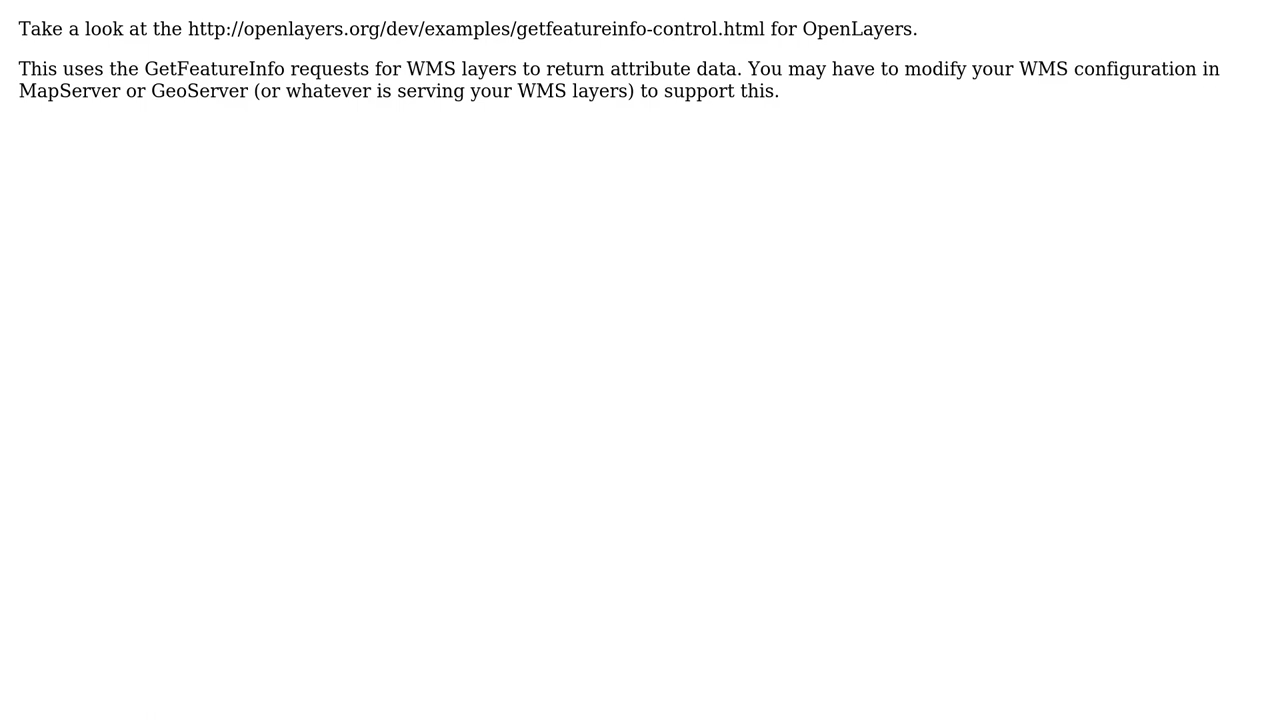 Take a look at the http://openlayers.org/dev/examples/getfeatureinfo-control.html for OpenLayers.
This uses the GetFeatureInfo requests for WMS layers to return attribute data. You may have to modify your WMS configuration in
MapServer or GeoServer (or whatever is serving your WMS layers) to support this.